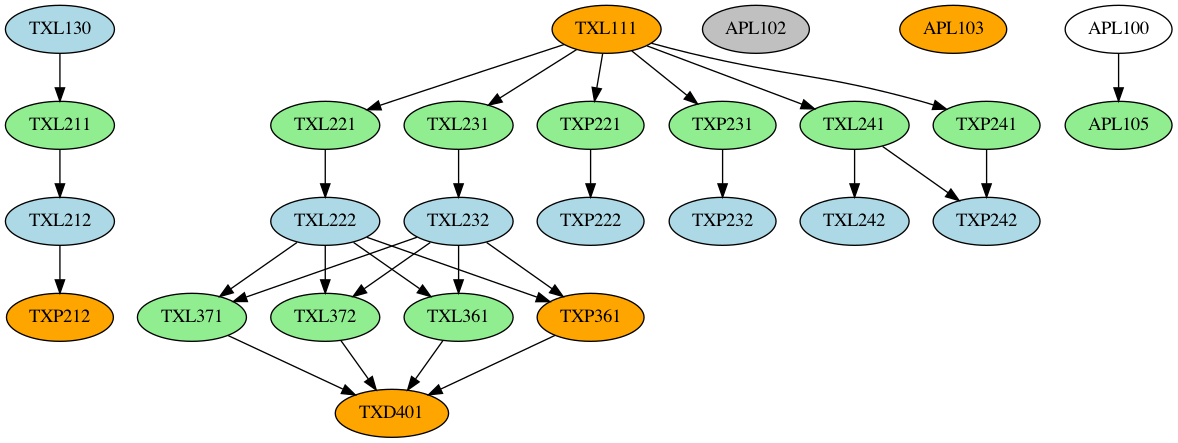 TXL130
TXL111
APL102
APL103
APL100
TXL211
TXL221
TXL231
TXP221
TXP231
TXL241
TXP241
APL105
TXL212
TXL222
TXL232
TXP222
TXP232
TXL242
TXP242
TXP212
TXL371
TXL372
TXL361
TXP361
TXD401